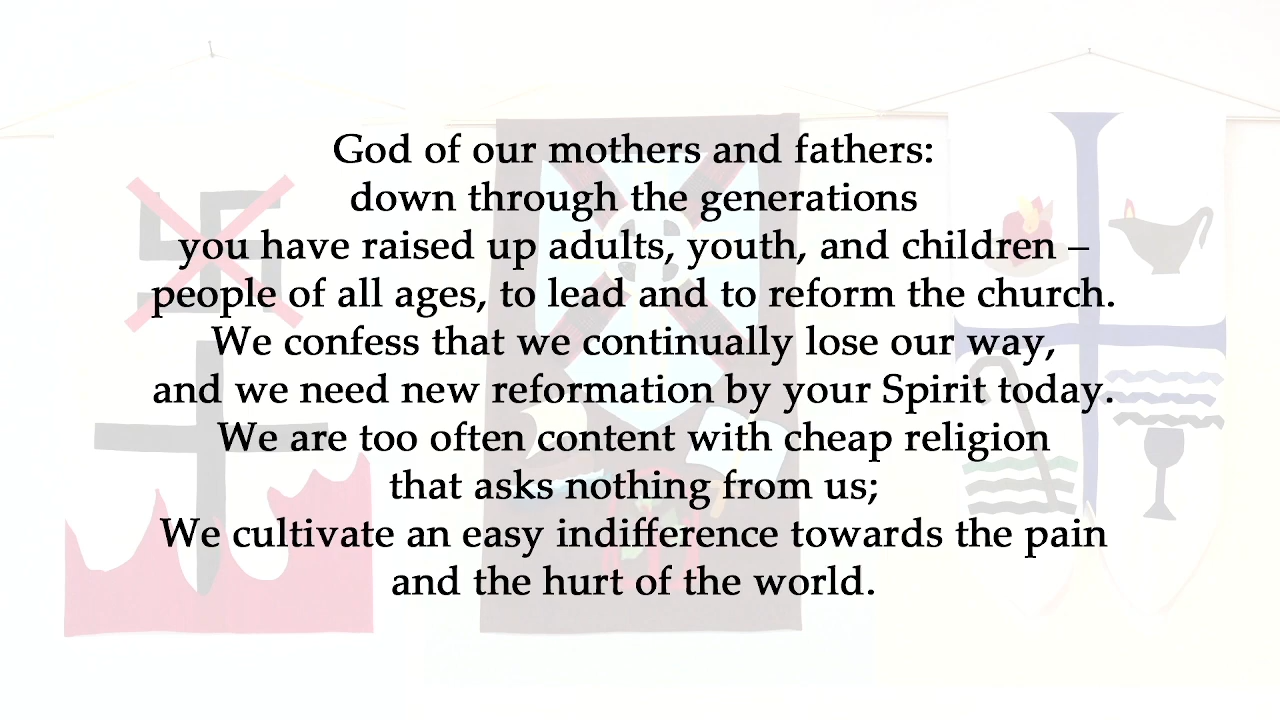 God of our mothers and fathers:
down through the generations
you have raised up adults, youth, and children –
people of all ages, to lead and to reform the church.
We confess that we continually lose our way,
and we need new reformation by your Spirit today.
We are too often content with cheap religion
that asks nothing from us;
We cultivate an easy indifference towards the pain
and the hurt of the world.